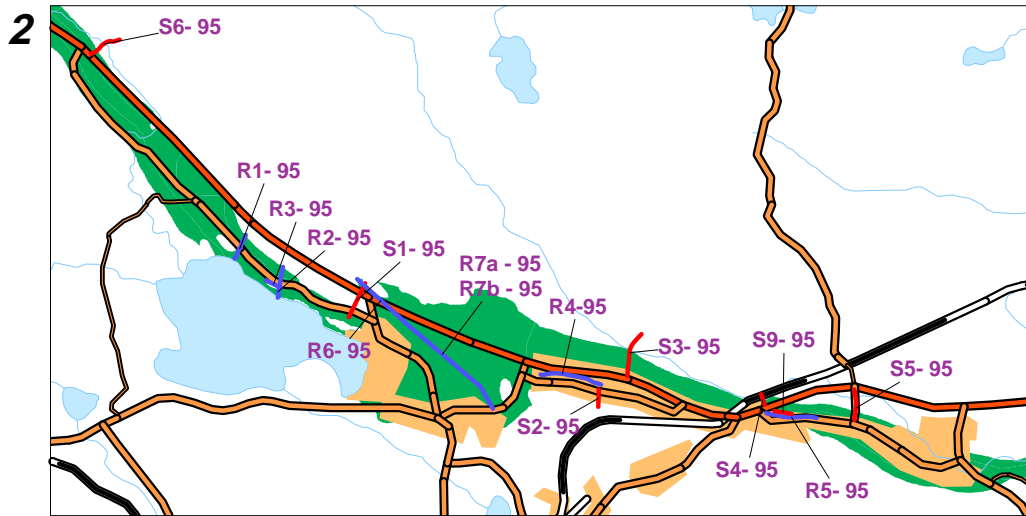 2
S6- 95
R1- 95
R3- 95
R2- 95
S1- 95
R7a - 95
R7b - 95
R4-95
R6- 95
S3- 95
S9- 95
S5- 95
S2- 95
S4- 95
R5- 95